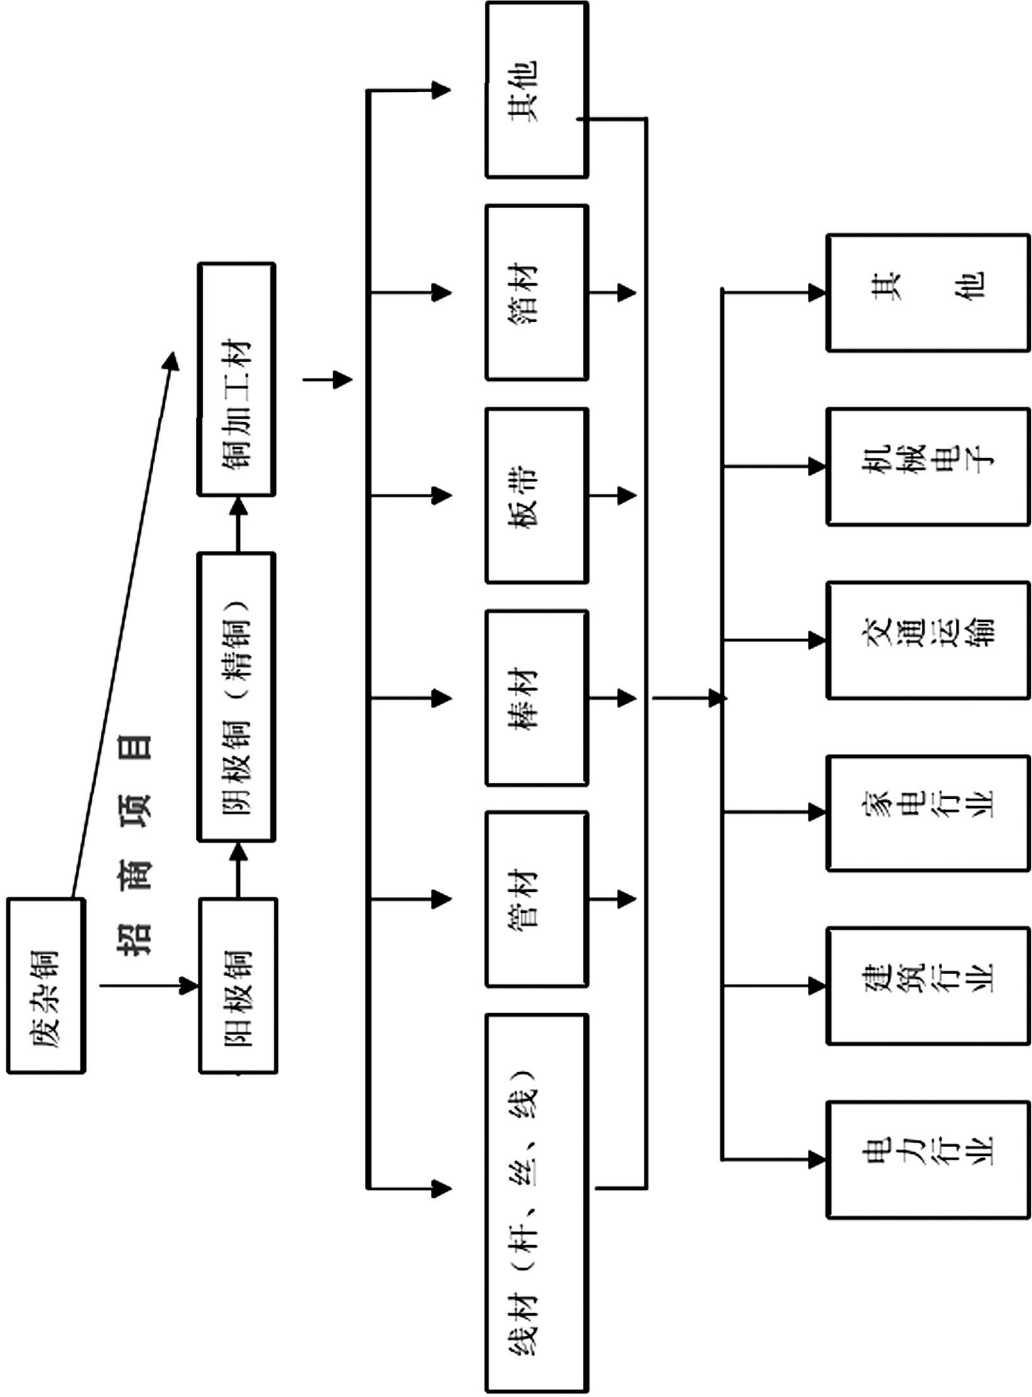 废杂铜
招商项目
阳极铜
阴极铜（精铜）
铜加工材
线材（杆、丝、线）
管材
棒材
板带
箔材
其他
电力行业
建筑行业
家电行业
交通运输
机械电子
其他